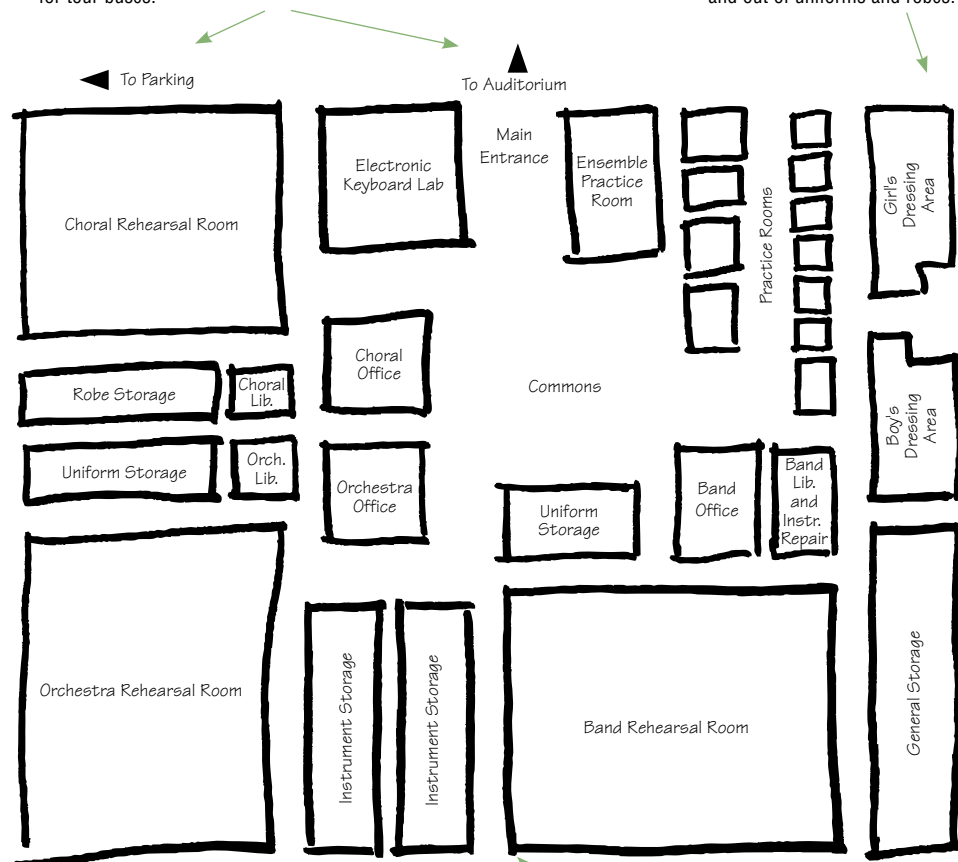 for tour buses.
and out of uniforms and robes.
To Parking
To Auditorium
Main
Entrance
Electronic
Keyboard Lab
Ensemble
Practice
Room
Practice Rooms
Girl's
Dressing
Area
Choral Rehearsal Room
Choral
Office
Commons
Robe Storage
Choral
Lib.
Boy's
Dressing
Area
Uniform Storage
Orch.
Lib.
Orchestra
Office
Uniform
Storage
Band
Office
Band
Lib.
and
Instr.
Repair
Orchestra Rehearsal Room
Instrument Storage
Instrument Storage
Band Rehearsal Room
General Storage